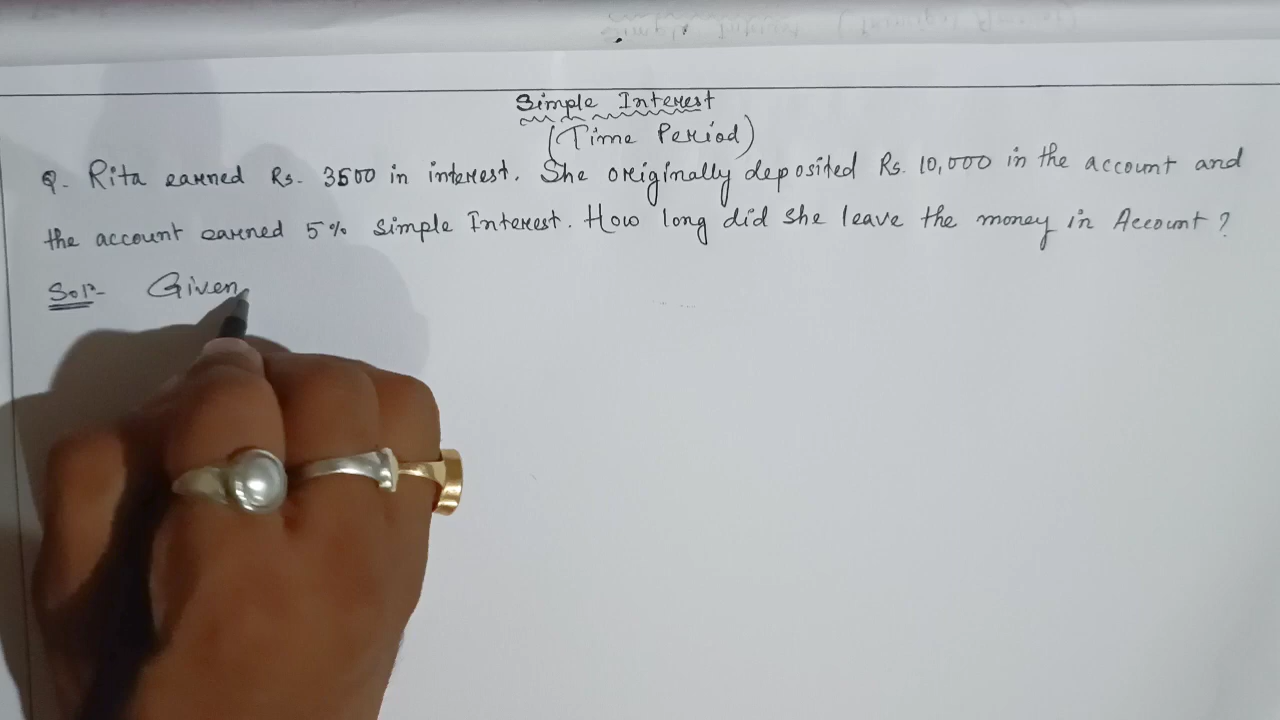 Simple Interest
(Time Period)
Q. Rita earned Rs. 3500 in interest. She originally deposited Rs. 10,000 in the account and
the account earned 5% simple Interest. How long did she leave the money in Account ?
Solⁿ- Given